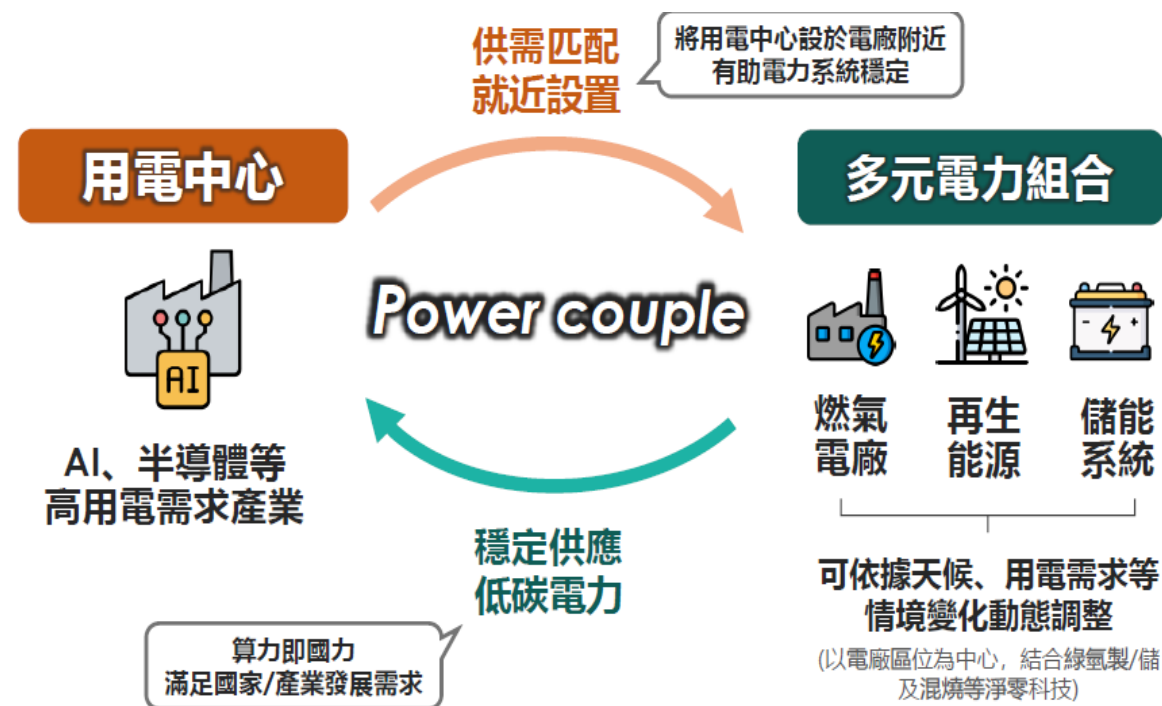 供需匹配
就近設置
將用電中心設於電廠附近
有助電力系統穩定
用電中心
多元電力組合
Power couple
AI
AI、半導體等
高用電需求產業
燃氣
電廠
再生
能源
儲能
系統
穩定供應
低碳電力
算力即國力
滿足國家/產業發展需求
可依據天候、用電需求等
情境變化動態調整
(以電廠區位為中心，結合綠氫製/儲
及混燒等淨零科技)